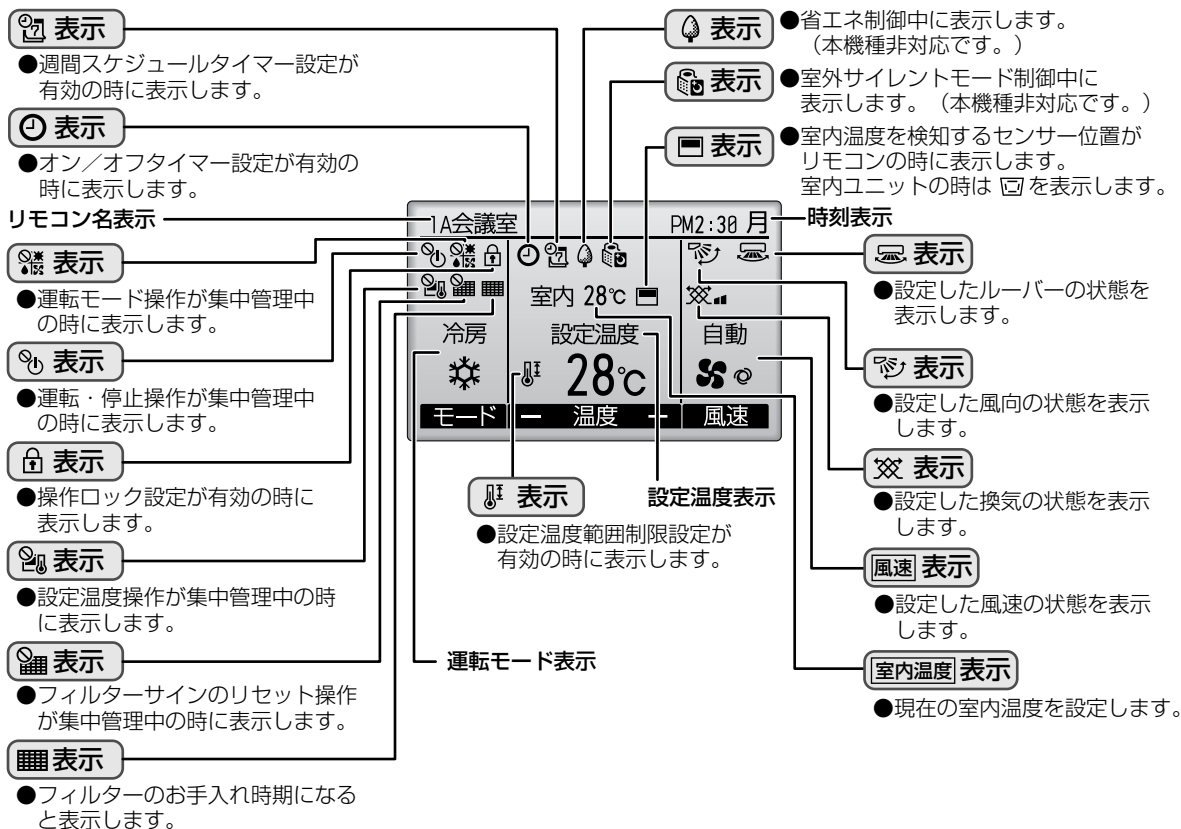 表示
●週間スケジュールタイマー設定が
有効の時に表示します。
表示
●オン／オフタイマー設定が有効の
時に表示します。
リモコン名表示
表示
●運転モード操作が集中管理中
の時に表示します。
表示
●運転・停止操作が集中管理中
の時に表示します。
表示
●操作ロック設定が有効の時に
表示します。
表示
●設定温度操作が集中管理中の時
に表示します。
表示
●フィルターサインのリセット操作
が集中管理中の時に表示します。
表示
●フィルターのお手入れ時期になる
と表示します。
1A会議室 PM2:30 月
室内 28℃
冷房 設定温度 自動
28℃
モード － 温度 ＋ 風速
表示
●設定温度範囲制限設定が
有効の時に表示します。
設定温度表示
運転モード表示
表示
●省エネ制御中に表示します。
（本機種非対応です。）
表示
●室外サイレントモード制御中に
表示します。（本機種非対応です。）
表示
●室内温度を検知するセンサー位置が
リモコンの時に表示します。
室内ユニットの時は を表示します。
時刻表示
表示
●設定したルーバーの状態を
表示します。
表示
●設定した風向の状態を表示
します。
表示
●設定した換気の状態を表示
します。
風速 表示
●設定した風速の状態を表示
します。
室内温度 表示
●現在の室内温度を設定します。